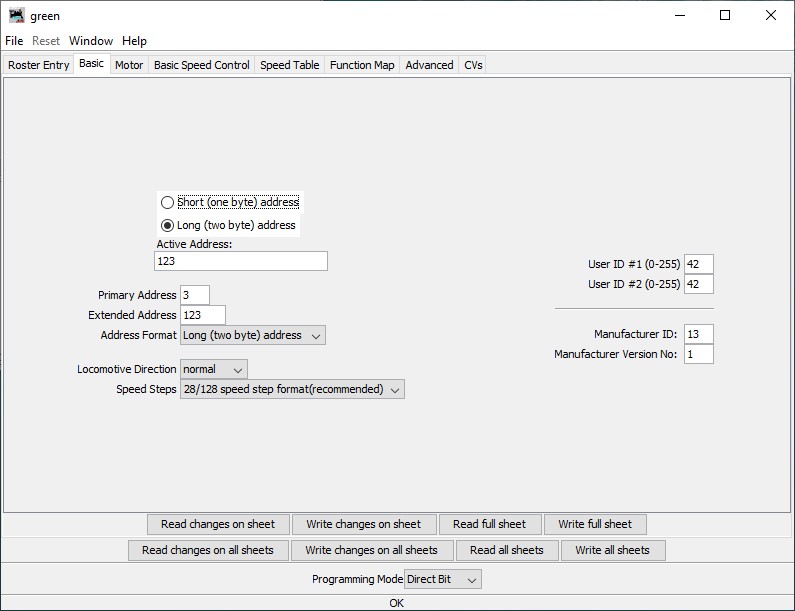 green
File Reset Window Help
Roster Entry Basic Motor Basic Speed Control Speed Table Function Map Advanced CVs
Short (one byte) address
Long (two byte) address
Active Address:
123
User ID #1 (0-255) 42
User ID #2 (0-255) 42
Primary Address 3
Extended Address 123
Address Format Long (two byte) address
Manufacturer ID: 13
Manufacturer Version No: 1
Locomotive Direction normal
Speed Steps 28/128 speed step format(recommended)
Read changes on sheet Write changes on sheet Read full sheet Write full sheet
Read changes on all sheets Write changes on all sheets Read all sheets Write all sheets
Programming Mode Direct Bit
OK